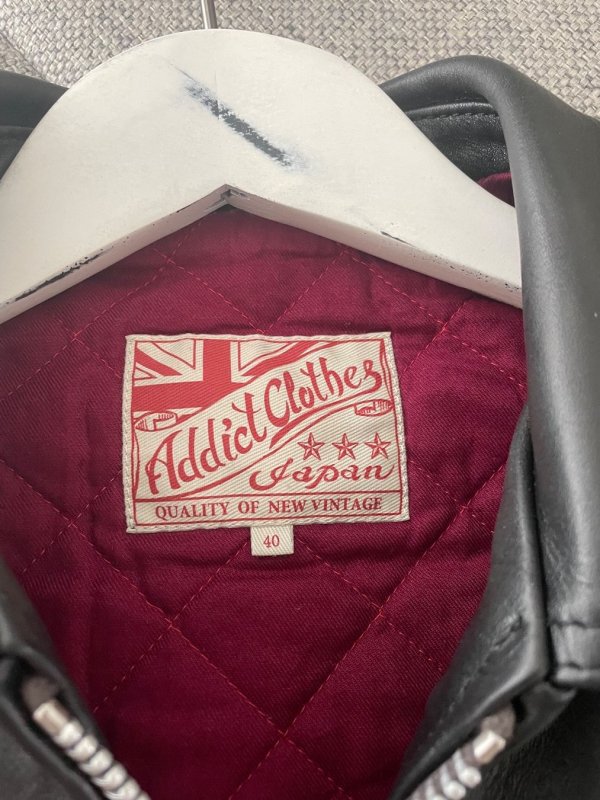 Addict Clothes
Japan
QUALITY OF NEW VINTAGE
40